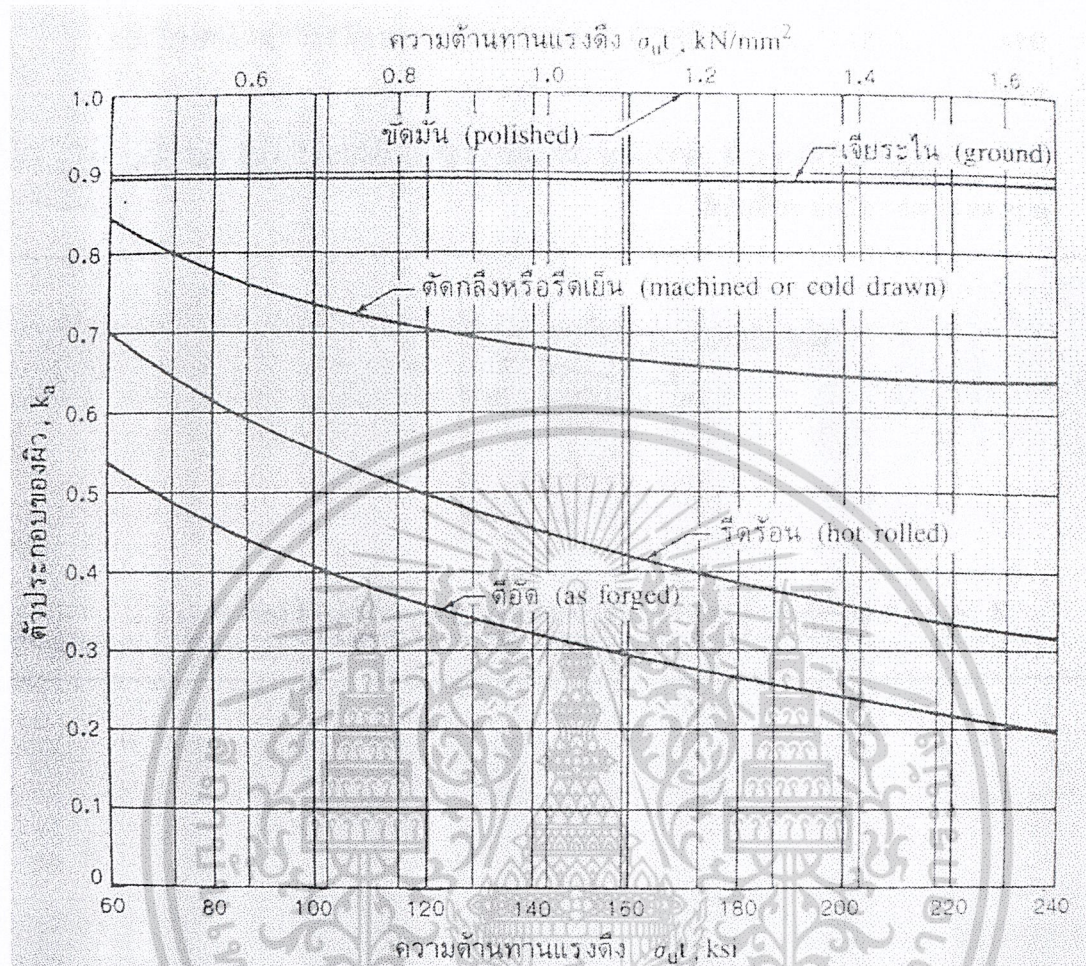 ความต้านทานแรงดึง σut, kN/mm²
0.6 0.8 1.0 1.2 1.4 1.6
1.0
ขัดมัน (polished)
เจียระไน (ground)
0.9
0.8
ตัดกลึงหรือรีดเย็น (machined or cold drawn)
0.7
0.6
ตัวประกอบของผิว, ka
0.5
รีดร้อน (hot rolled)
0.4
ตีอัด (as forged)
0.3
0.2
0.1
0
60 80 100 120 140 160 180 200 220 240
ความต้านทานแรงดึง σut, ksi